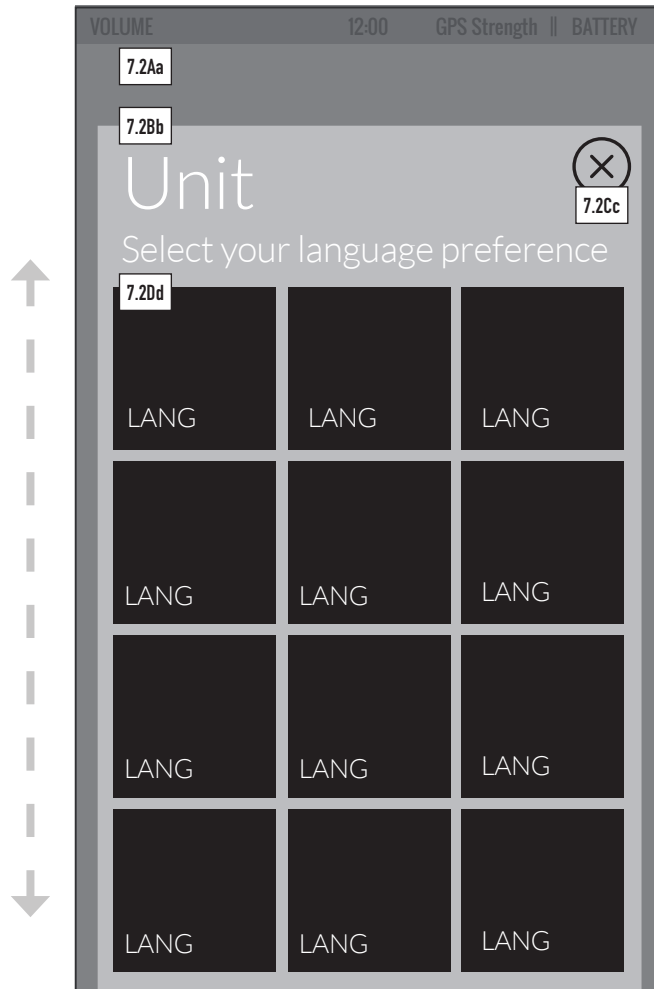 VOLUME 12:00 GPS Strength || BATTERY
7.2Aa
7.2Bb
Unit
7.2Cc
Select your language preference
7.2Dd
LANG LANG LANG
LANG LANG LANG
LANG LANG LANG
LANG LANG LANG